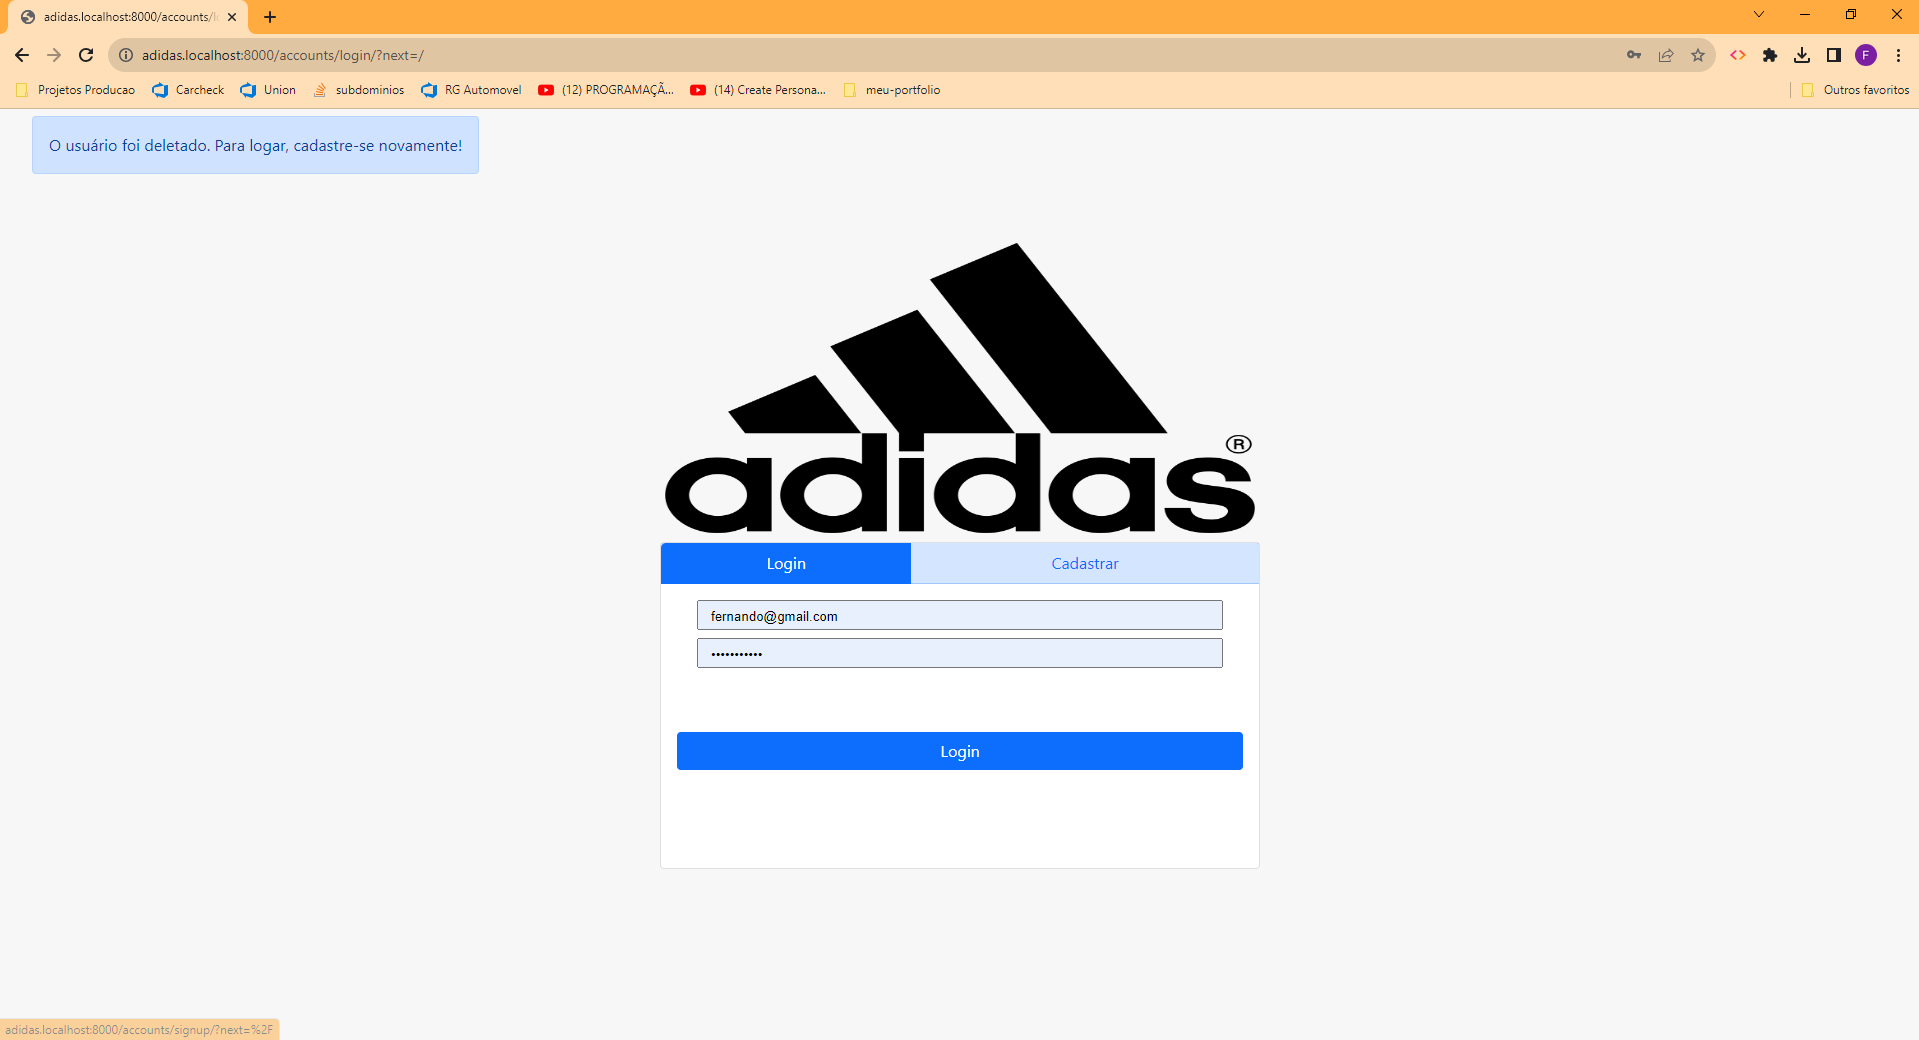 adidas.localhost:8000/accounts/l
adidas.localhost:8000/accounts/login/?next=/
F
Projetos Producao Carcheck Union subdominios RG Automovel (12) PROGRAMAÇÃ... (14) Create Persona... meu-portfolio Outros favoritos
O usuário foi deletado. Para logar, cadastre-se novamente!
adidas®
Login Cadastrar
fernando@gmail.com
•••••••••••
Login
adidas.localhost:8000/accounts/signup/?next=%2F